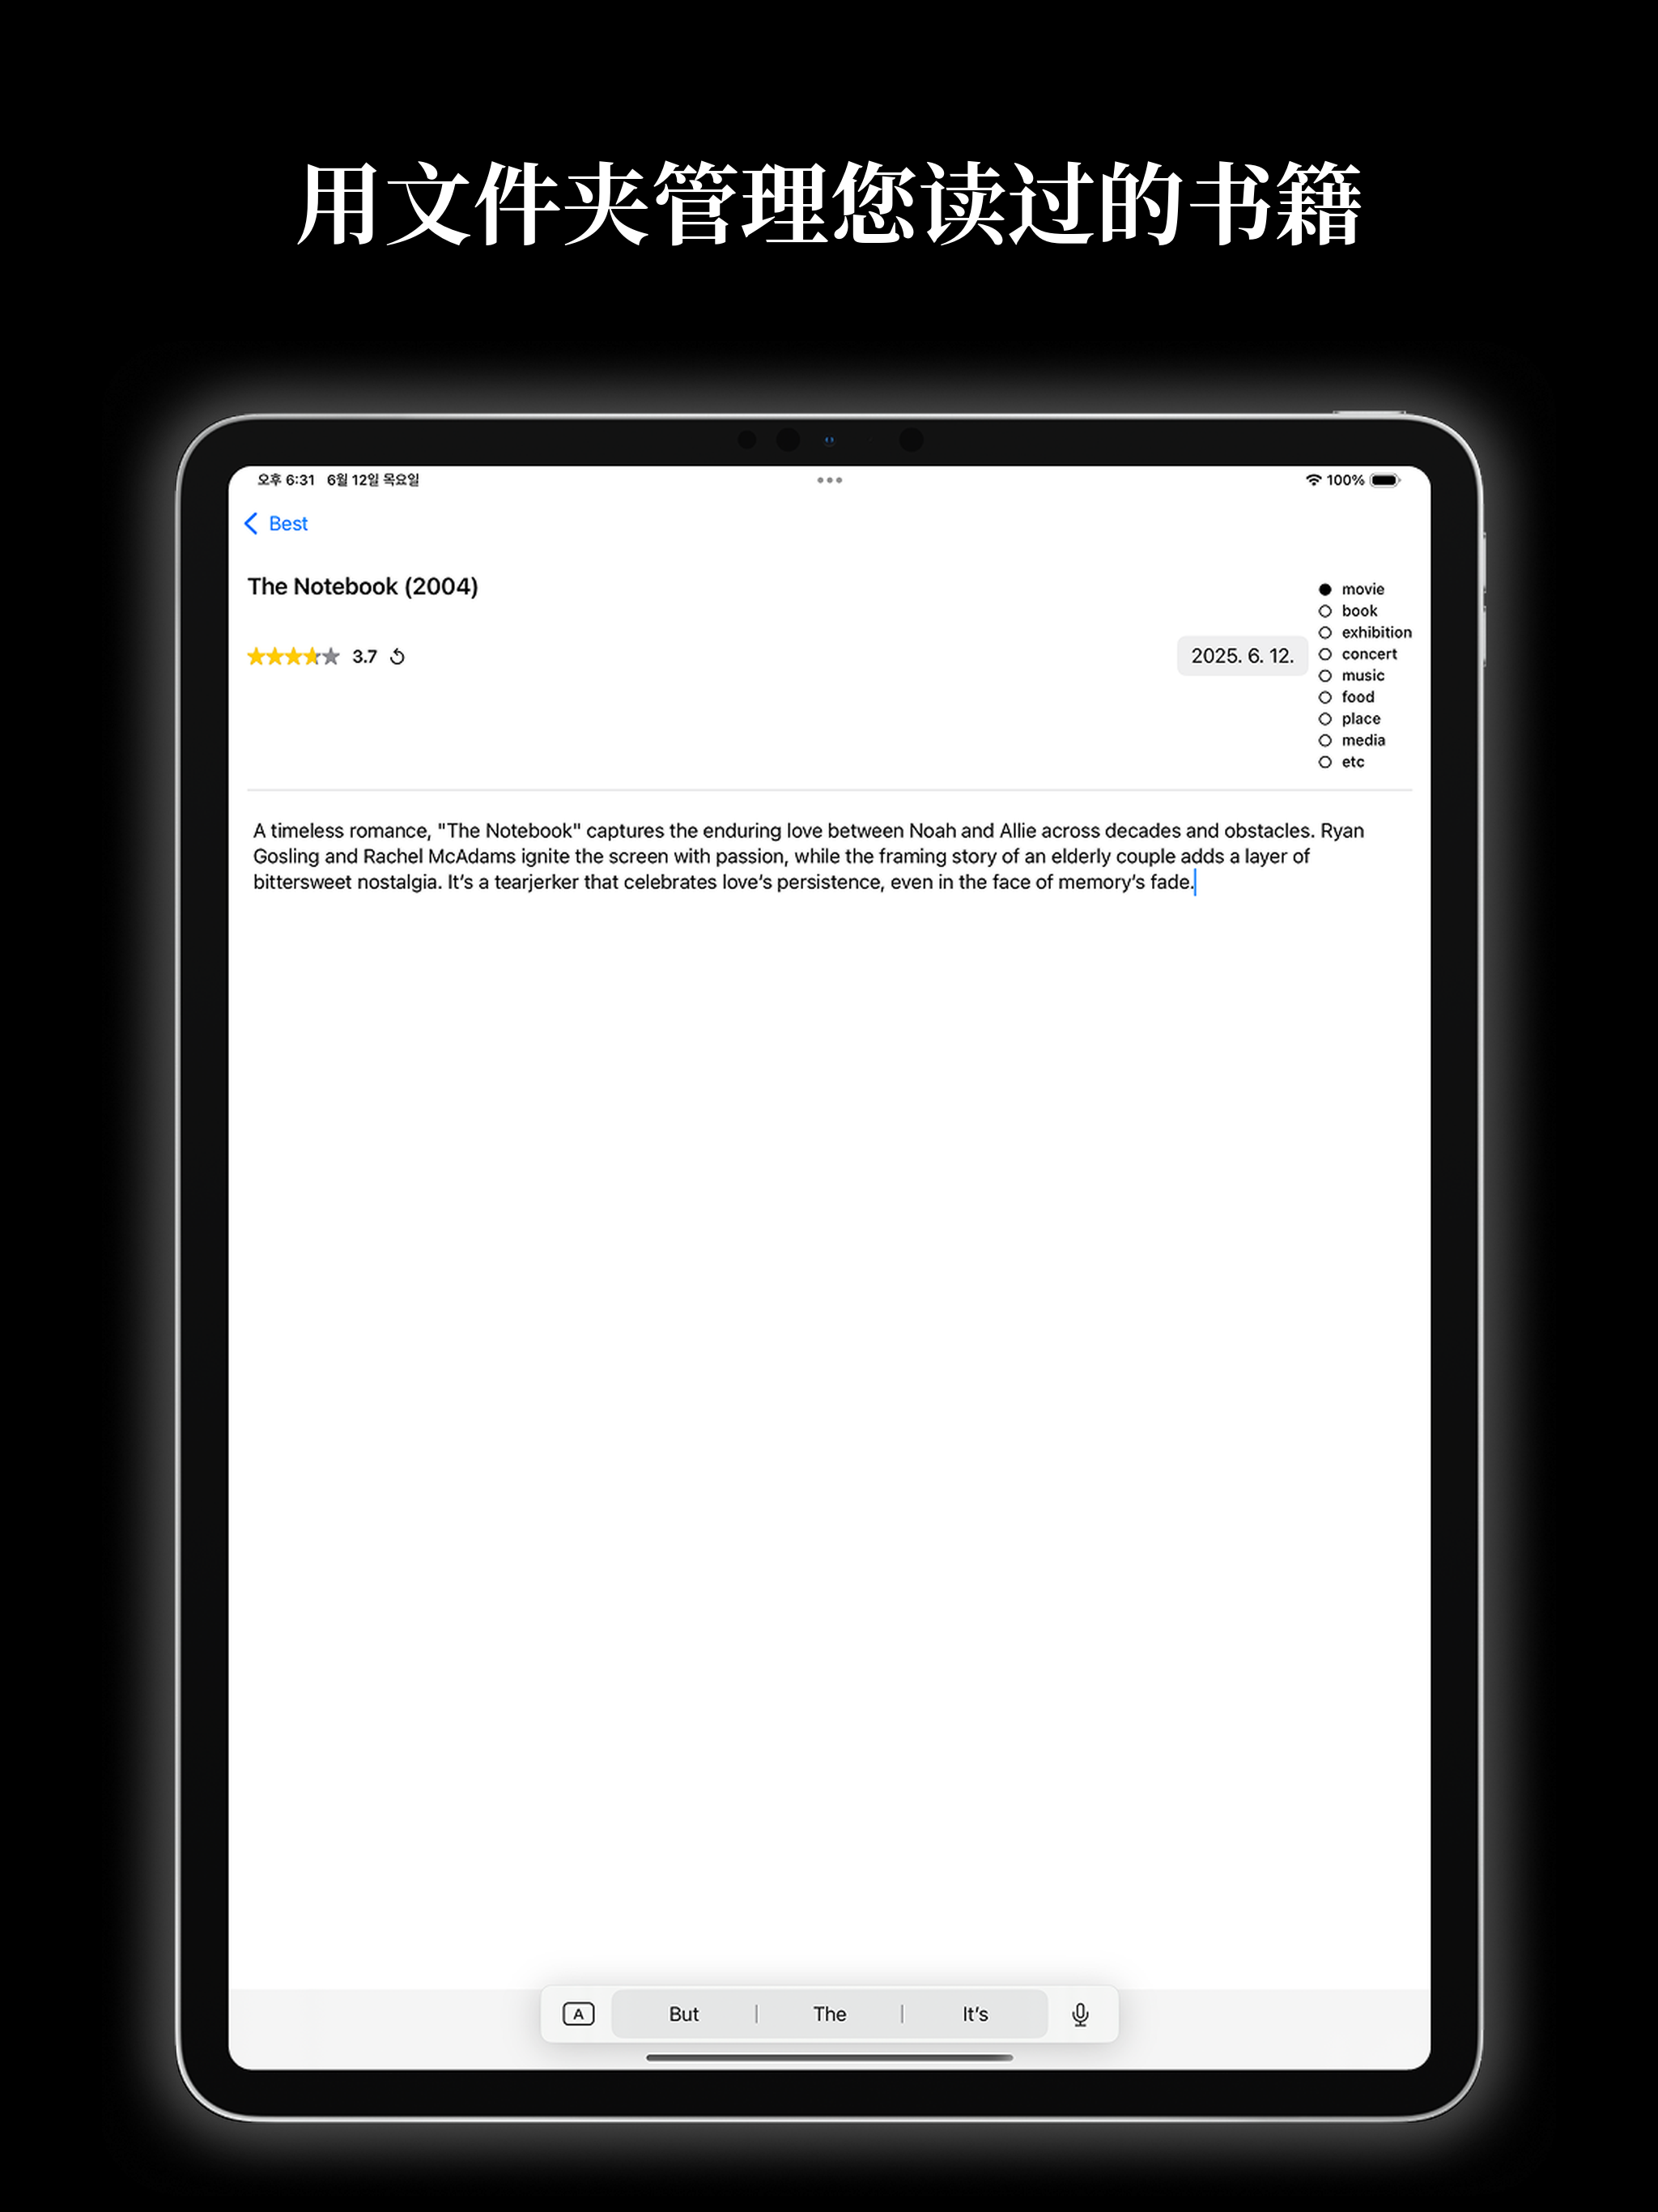 用文件夹管理您读过的书籍
오후 6:31 6월 12일 목요일
100%
Best
The Notebook (2004)
3.7
2025. 6. 12.
movie
book
exhibition
concert
music
food
place
media
etc
A timeless romance, "The Notebook" captures the enduring love between Noah and Allie across decades and obstacles. Ryan
Gosling and Rachel McAdams ignite the screen with passion, while the framing story of an elderly couple adds a layer of
bittersweet nostalgia. It’s a tearjerker that celebrates love’s persistence, even in the face of memory’s fade.
A
But | The | It’s